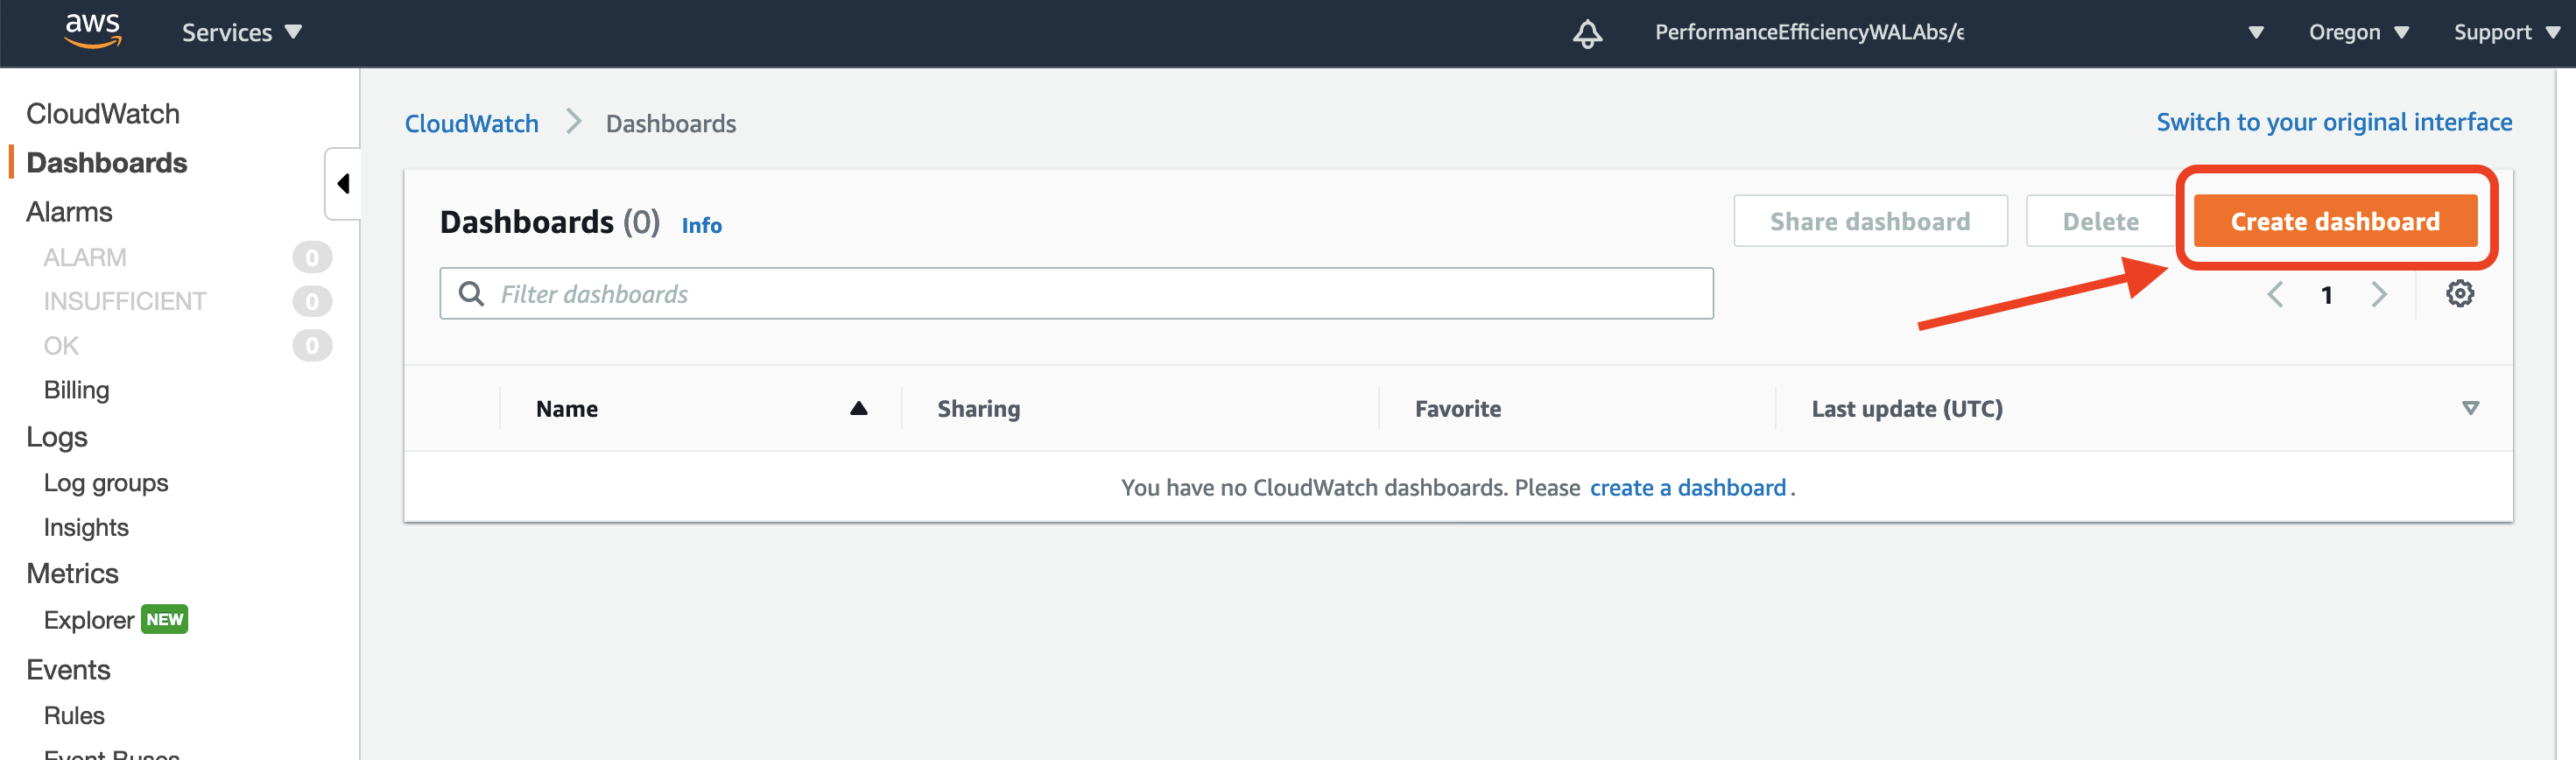 aws
Services
PerformanceEfficiencyWALAbs/e
Oregon
Support
CloudWatch
Dashboards
Alarms
ALARM 0
INSUFFICIENT 0
OK 0
Billing
Logs
Log groups
Insights
Metrics
Explorer NEW
Events
Rules
Event Buses
CloudWatch > Dashboards
Switch to your original interface
Dashboards (0) Info
Share dashboard
Delete
Create dashboard
Filter dashboards
1
Name
Sharing
Favorite
Last update (UTC)
You have no CloudWatch dashboards. Please create a dashboard.